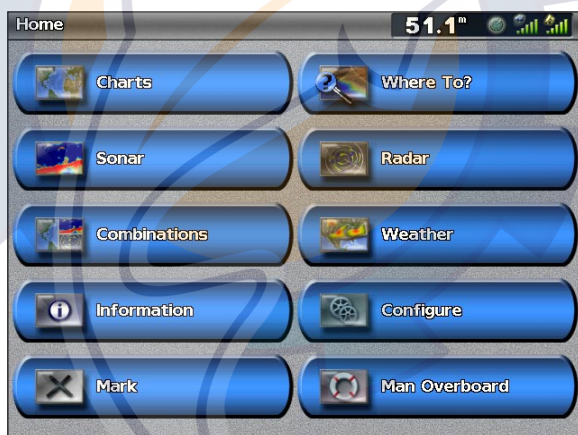 Home 51.1m
Charts Where To?
Sonar Radar
Combinations Weather
Information Configure
Mark Man Overboard